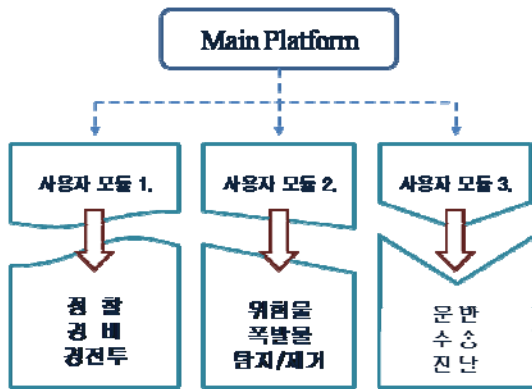 Main Platform
사용자 모듈 1.
사용자 모듈 2.
사용자 모듈 3.
정 찰
경 비
경전투
위험물
폭발물
탐지/제거
운 반
수 송
진 난